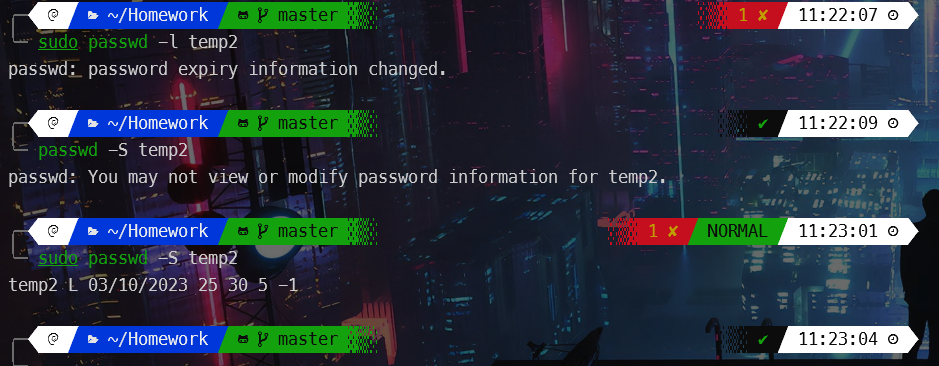 ~/Homework master 1 ✘ 11:22:07
sudo passwd -l temp2
passwd: password expiry information changed.
~/Homework master ✔ 11:22:09
passwd -S temp2
passwd: You may not view or modify password information for temp2.
~/Homework master 1 ✘ NORMAL 11:23:01
sudo passwd -S temp2
temp2 L 03/10/2023 25 30 5 -1
~/Homework master ✔ 11:23:04